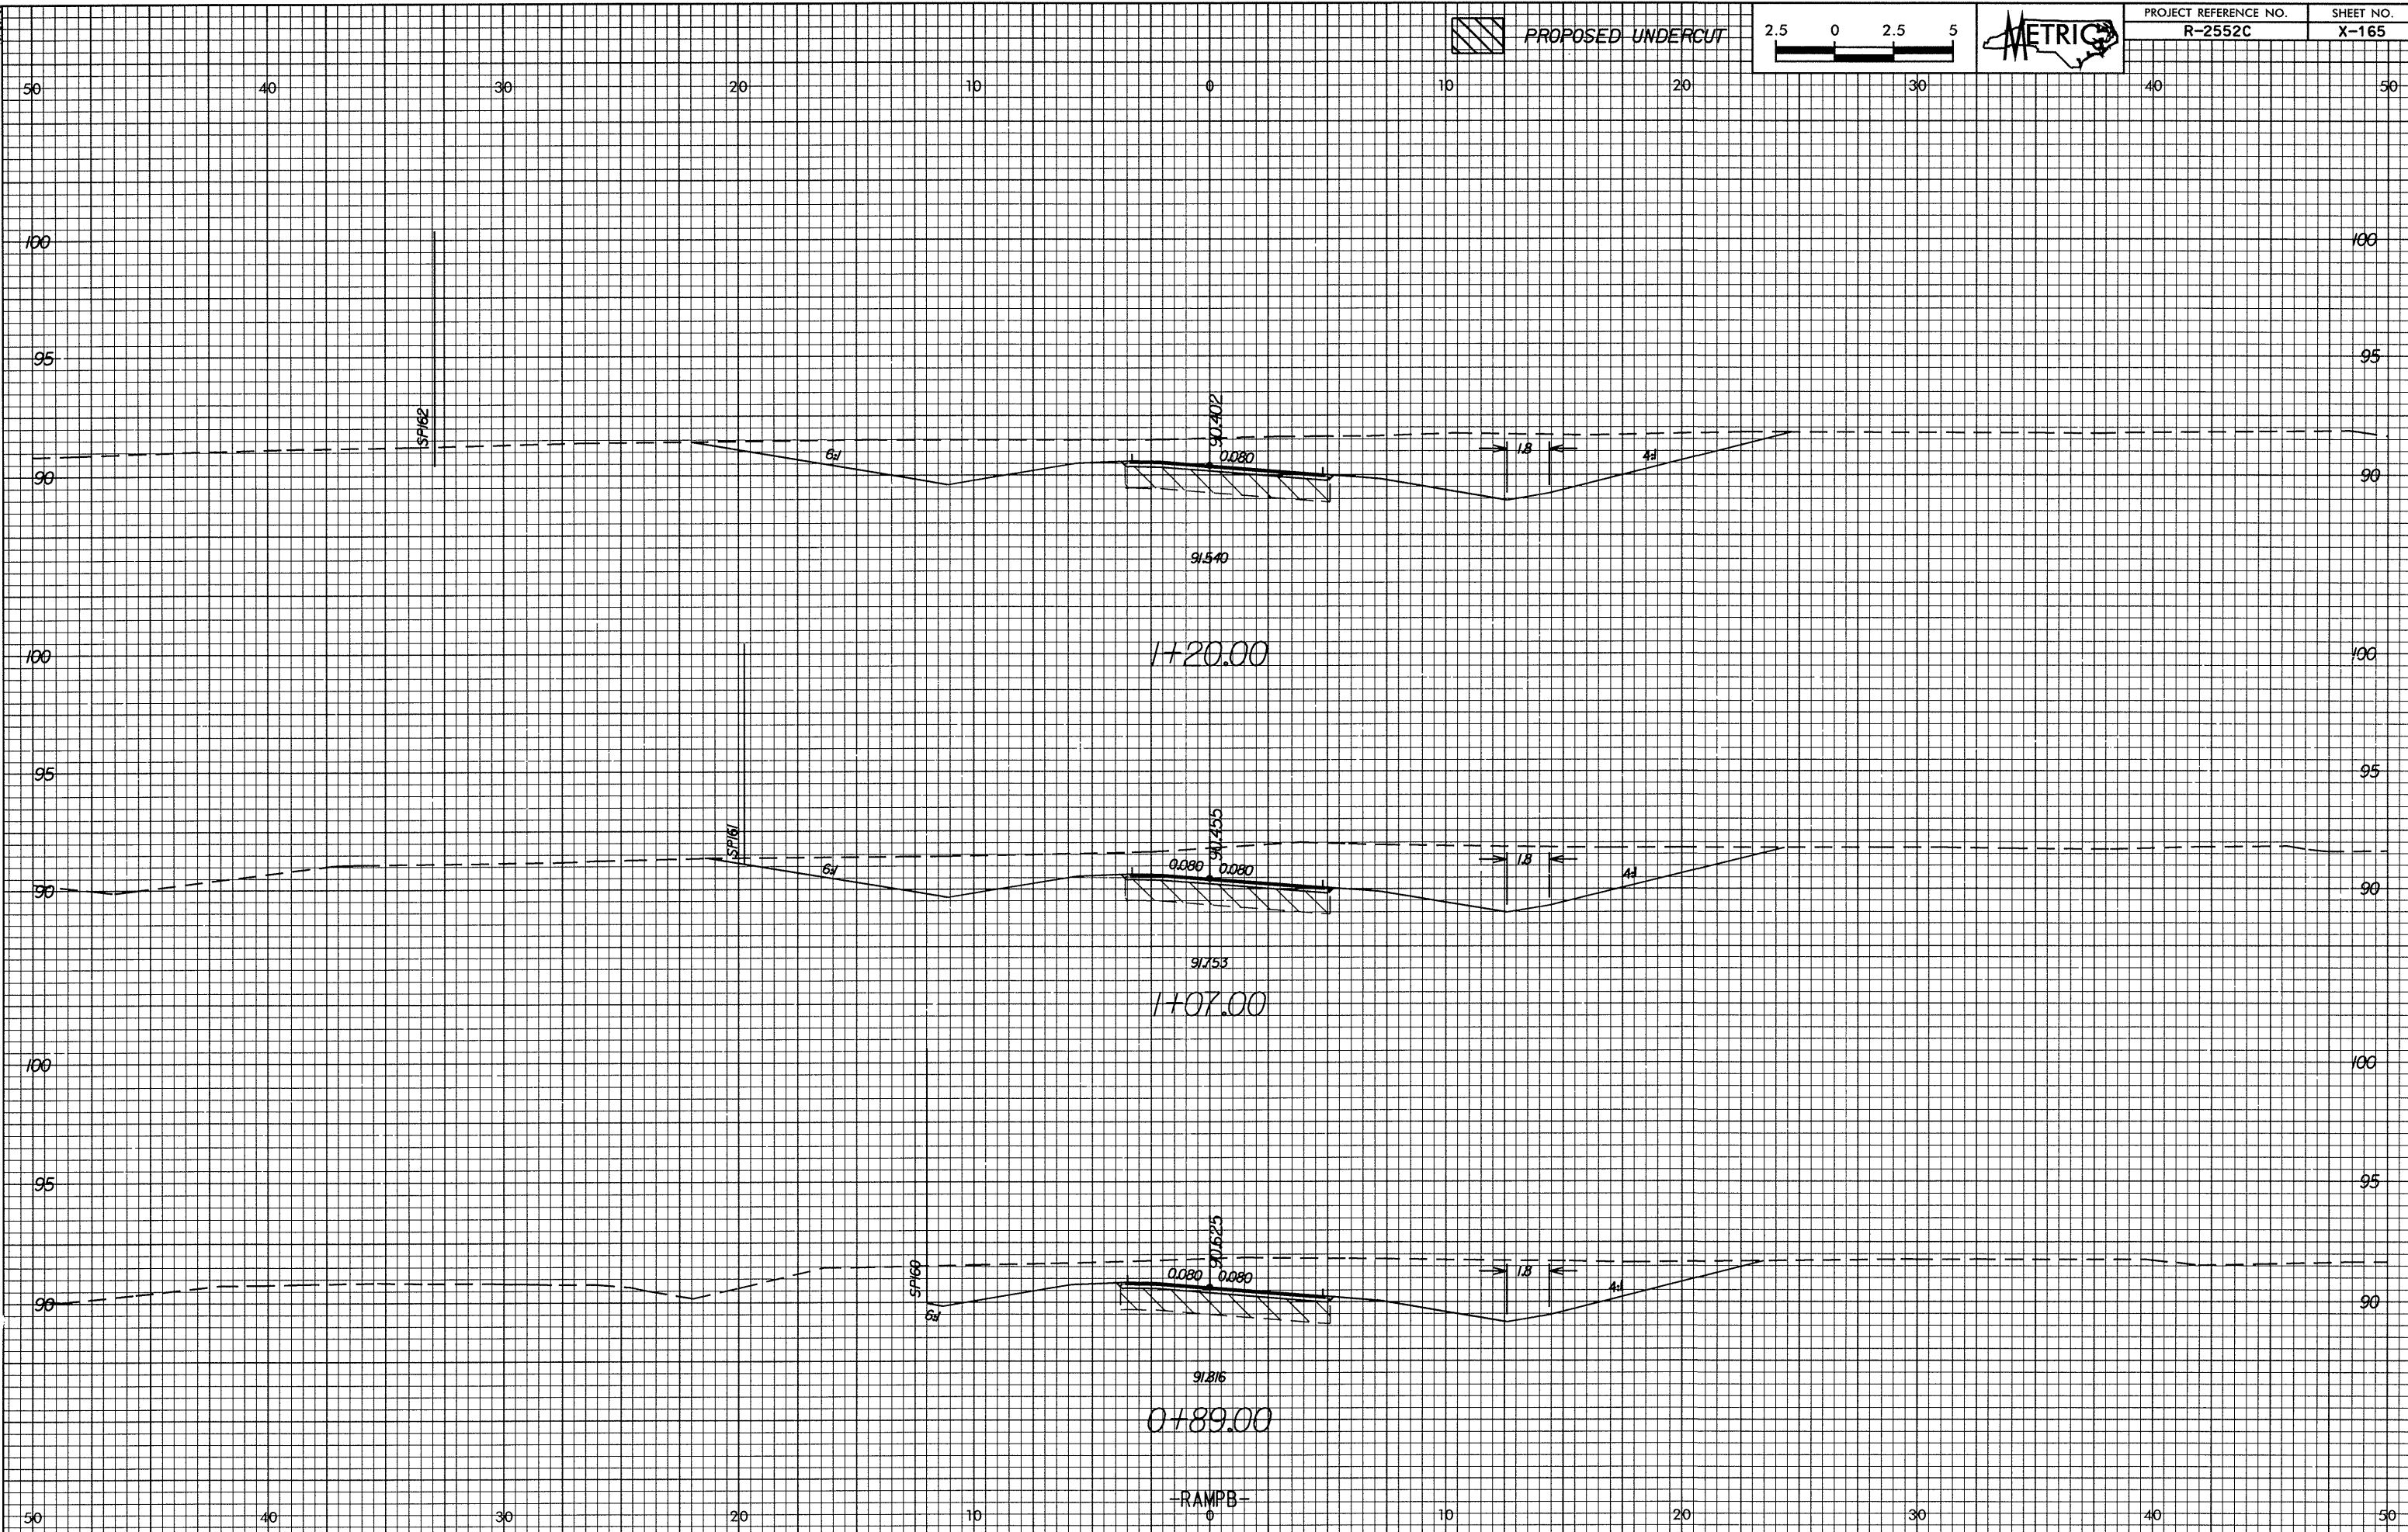 PROPOSED UNDERCUT
2.5 0 2.5 5
METRIC
PROJECT REFERENCE NO. SHEET NO.
R-2552C X-165
50 40 30 20 10 0 10 20 30 40 50
100 100
95 95
SP162
90.402
6:1 0.080 1.8 4:1
90 90
91.540
1+20.00
100 100
95 95
SP161
90.455
6:1 0.080 0.080 1.8 4:1
90 90
91.753
1+07.00
100 100
95 95
SP160
90.625
0.080 0.080 1.8 4:1
90 90
6:1
91.816
0+89.00
-RAMPB-
50 40 30 20 10 0 10 20 30 40 50